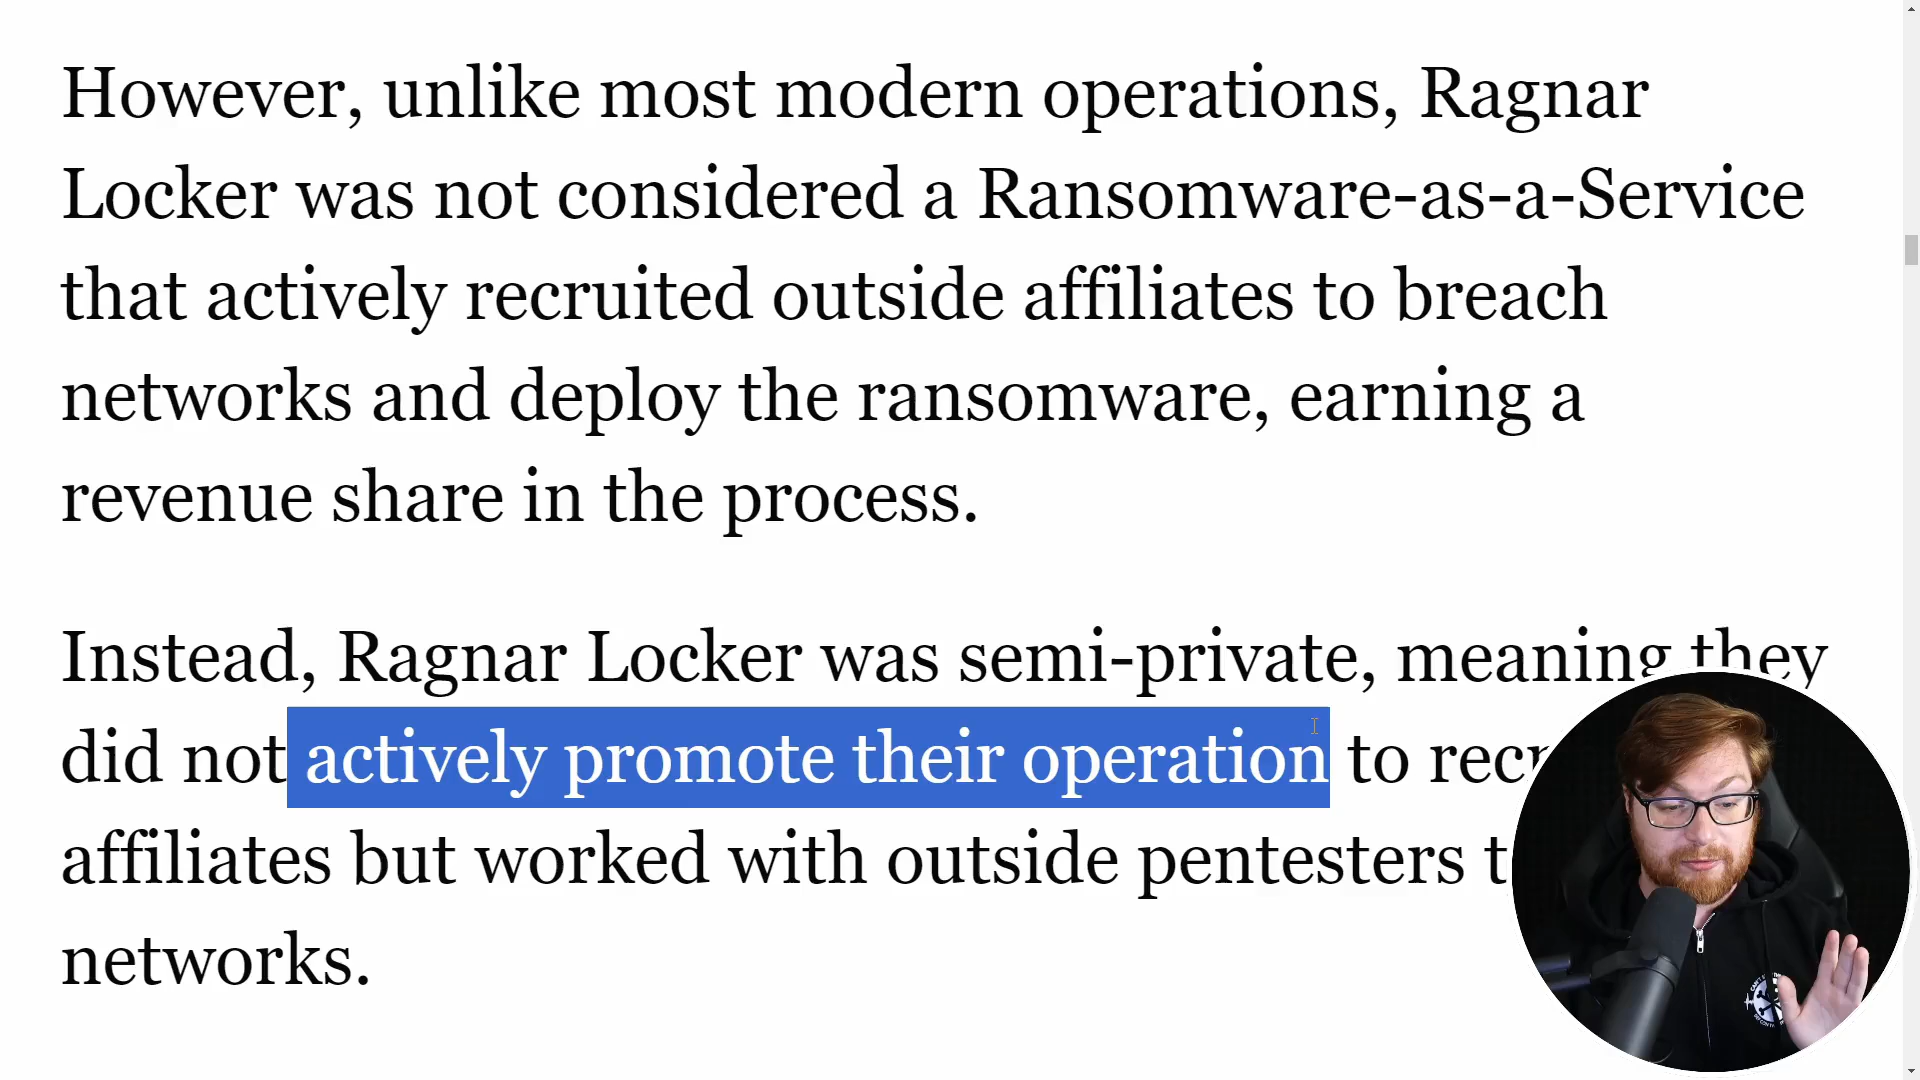 However, unlike most modern operations, Ragnar
Locker was not considered a Ransomware-as-a-Service
that actively recruited outside affiliates to breach
networks and deploy the ransomware, earning a
revenue share in the process.
Instead, Ragnar Locker was semi-private, meaning they
did not actively promote their operation to
affiliates but worked with outside pentesters
networks.